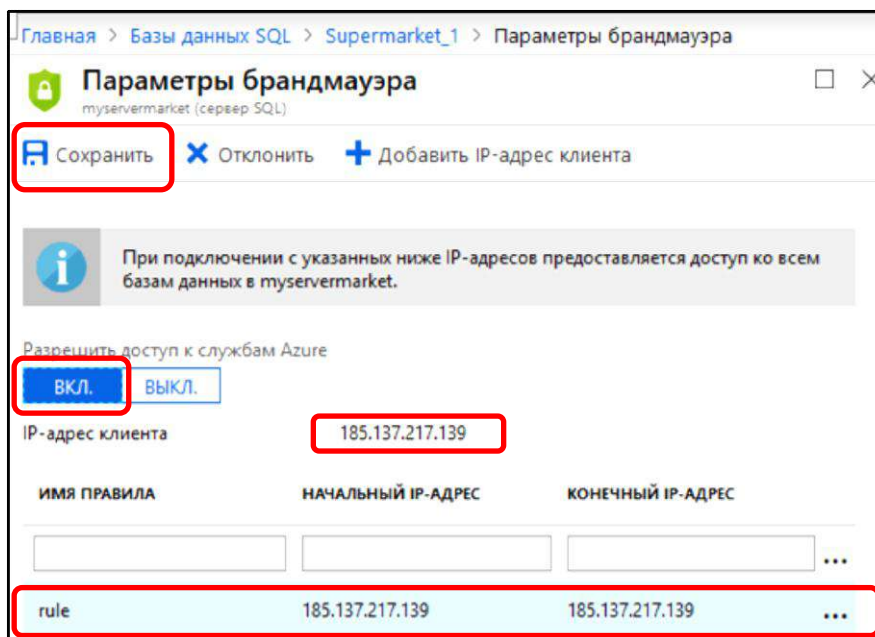 Главная > Базы данных SQL > Supermarket_1 > Параметры брандмауэра
Параметры брандмауэра
myservermarket (сервер SQL)
Сохранить Отклонить Добавить IP-адрес клиента
При подключении с указанных ниже IP-адресов предоставляется доступ ко всем
базам данных в myservermarket.
Разрешить доступ к службам Azure
ВКЛ. ВЫКЛ.
IP-адрес клиента 185.137.217.139
ИМЯ ПРАВИЛА НАЧАЛЬНЫЙ IP-АДРЕС КОНЕЧНЫЙ IP-АДРЕС
...
rule 185.137.217.139 185.137.217.139 ...